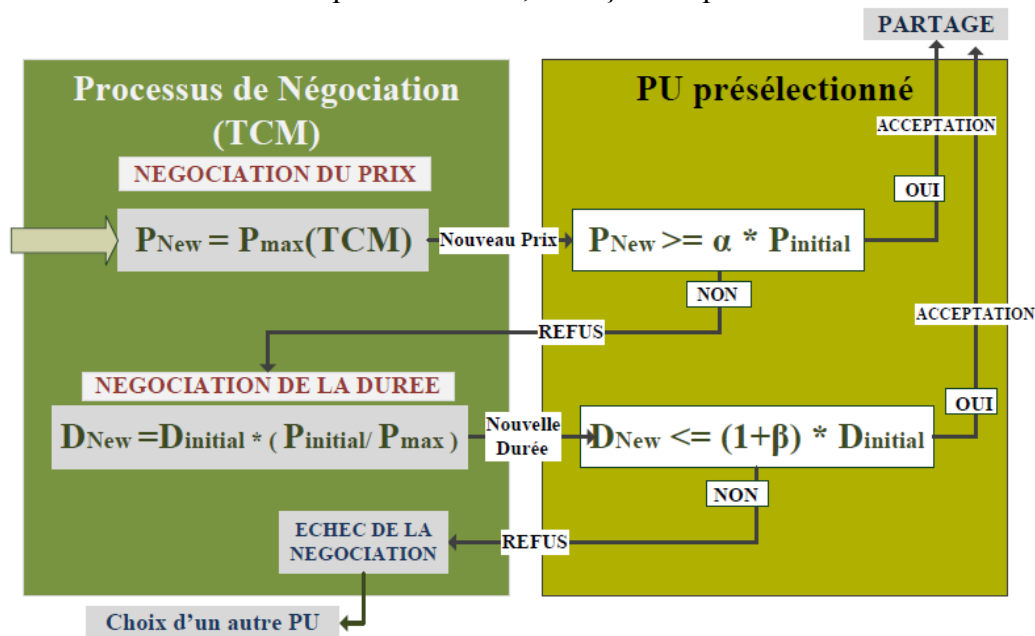 PARTAGE
Processus de Négociation
(TCM)
PU présélectionné
NEGOCIATION DU PRIX
ACCEPTATION
OUI
PNew = Pmax(TCM)
Nouveau Prix
PNew >= α * Pinitial
NON
ACCEPTATION
REFUS
NEGOCIATION DE LA DUREE
OUI
DNew =Dinitial * ( Pinitial/ Pmax )
Nouvelle
Durée
DNew <= (1+β) * Dinitial
NON
ECHEC DE LA
NEGOCIATION
REFUS
Choix d'un autre PU